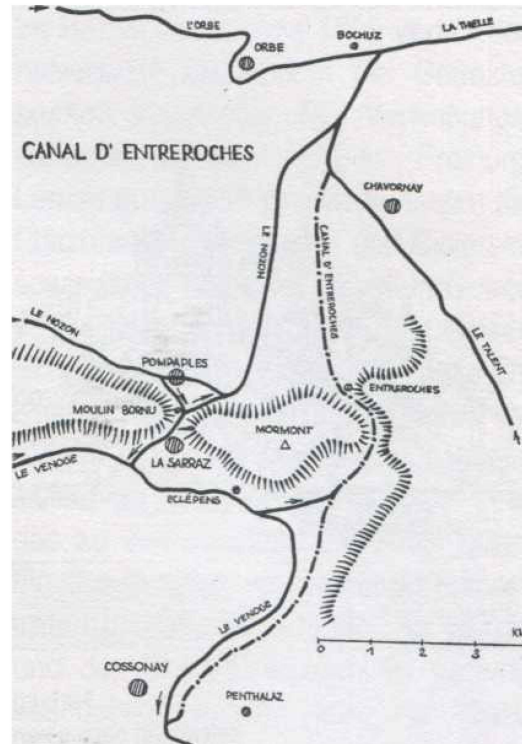 L'ORBE
ORBE
BOCHUZ
LA THIELLE
CANAL D'ENTREROCHES
CHAVORNAY
LE NOZON
CANAL D'ENTREROCHES
LE TALENT
LE NOZON
POMPAPLES
ENTREROCHES
MOULIN BORNU
MORMONT
LA SARRAZ
LE VENOGE
ECLÉPENS
LE VENOGE
0 1 2 3
COSSONAY
PENTHALAZ